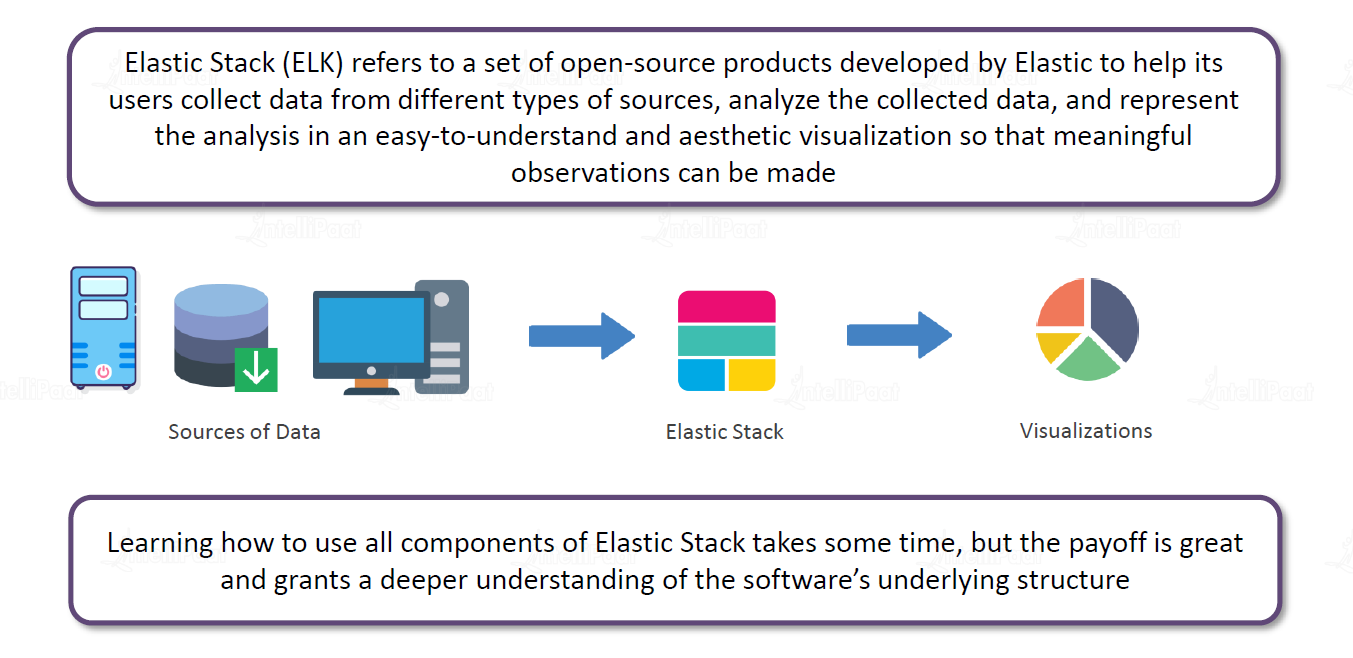 Elastic Stack (ELK) refers to a set of open-source products developed by Elastic to help its
users collect data from different types of sources, analyze the collected data, and represent
the analysis in an easy-to-understand and aesthetic visualization so that meaningful
observations can be made
IntelliPaat IntelliPaat IntelliPaat
Sources of Data
Elastic Stack
Visualizations
Learning how to use all components of Elastic Stack takes some time, but the payoff is great
and grants a deeper understanding of the software’s underlying structure